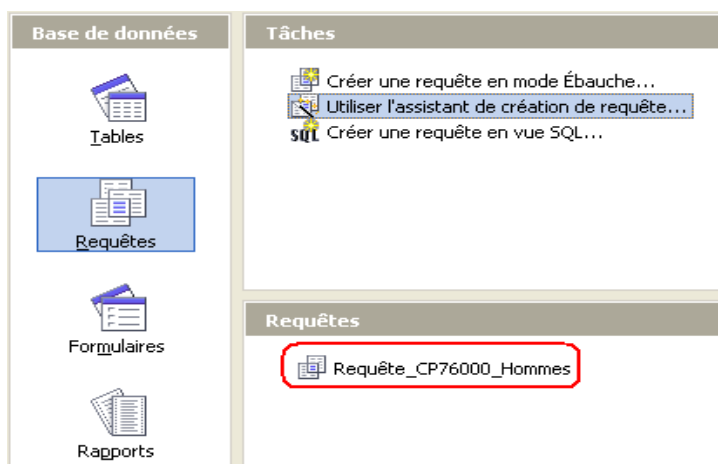 Base de données
Tables
Requêtes
Formulaires
Rapports
Tâches
Créer une requête en mode Ébauche...
Utiliser l'assistant de création de requête...
SQL Créer une requête en vue SQL...
Requêtes
Requête_CP76000_Hommes